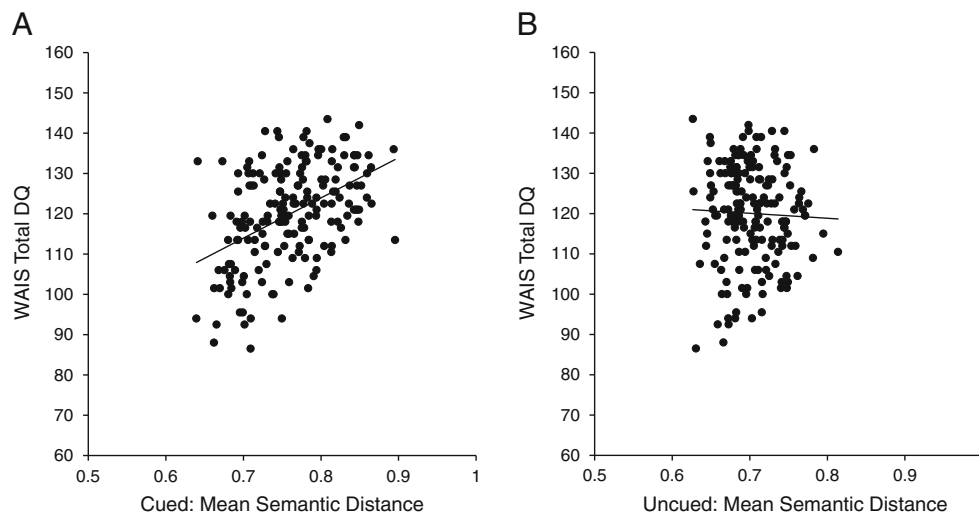 A
160
150
140
130
120
110
100
90
80
70
60
WAIS Total DQ
0.5 0.6 0.7 0.8 0.9 1
Cued: Mean Semantic Distance
B
160
150
140
130
120
110
100
90
80
70
60
WAIS Total DQ
0.5 0.6 0.7 0.8 0.9
Uncued: Mean Semantic Distance